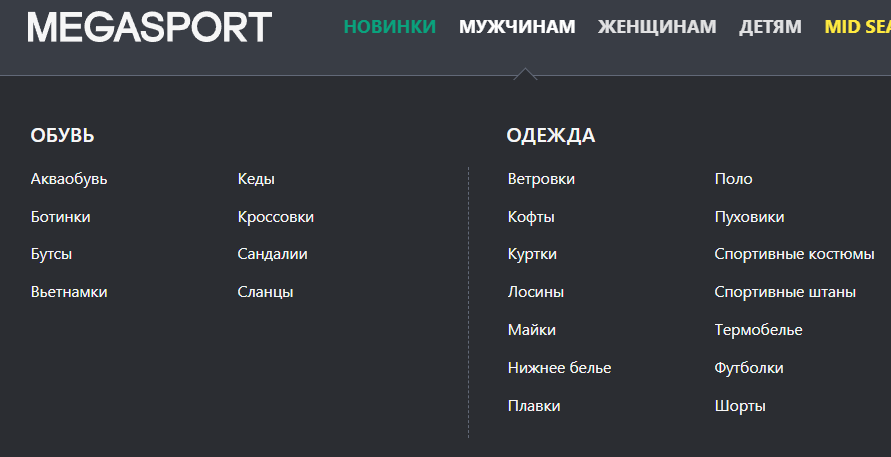 MEGASPORT
НОВИНКИ МУЖЧИНАМ ЖЕНЩИНАМ ДЕТЯМ MID SEA
ОБУВЬ
Акваобувь
Ботинки
Бутсы
Вьетнамки
Кеды
Кроссовки
Сандалии
Сланцы
ОДЕЖДА
Ветровки
Кофты
Куртки
Лосины
Майки
Нижнее белье
Плавки
Поло
Пуховики
Спортивные костюмы
Спортивные штаны
Термобелье
Футболки
Шорты